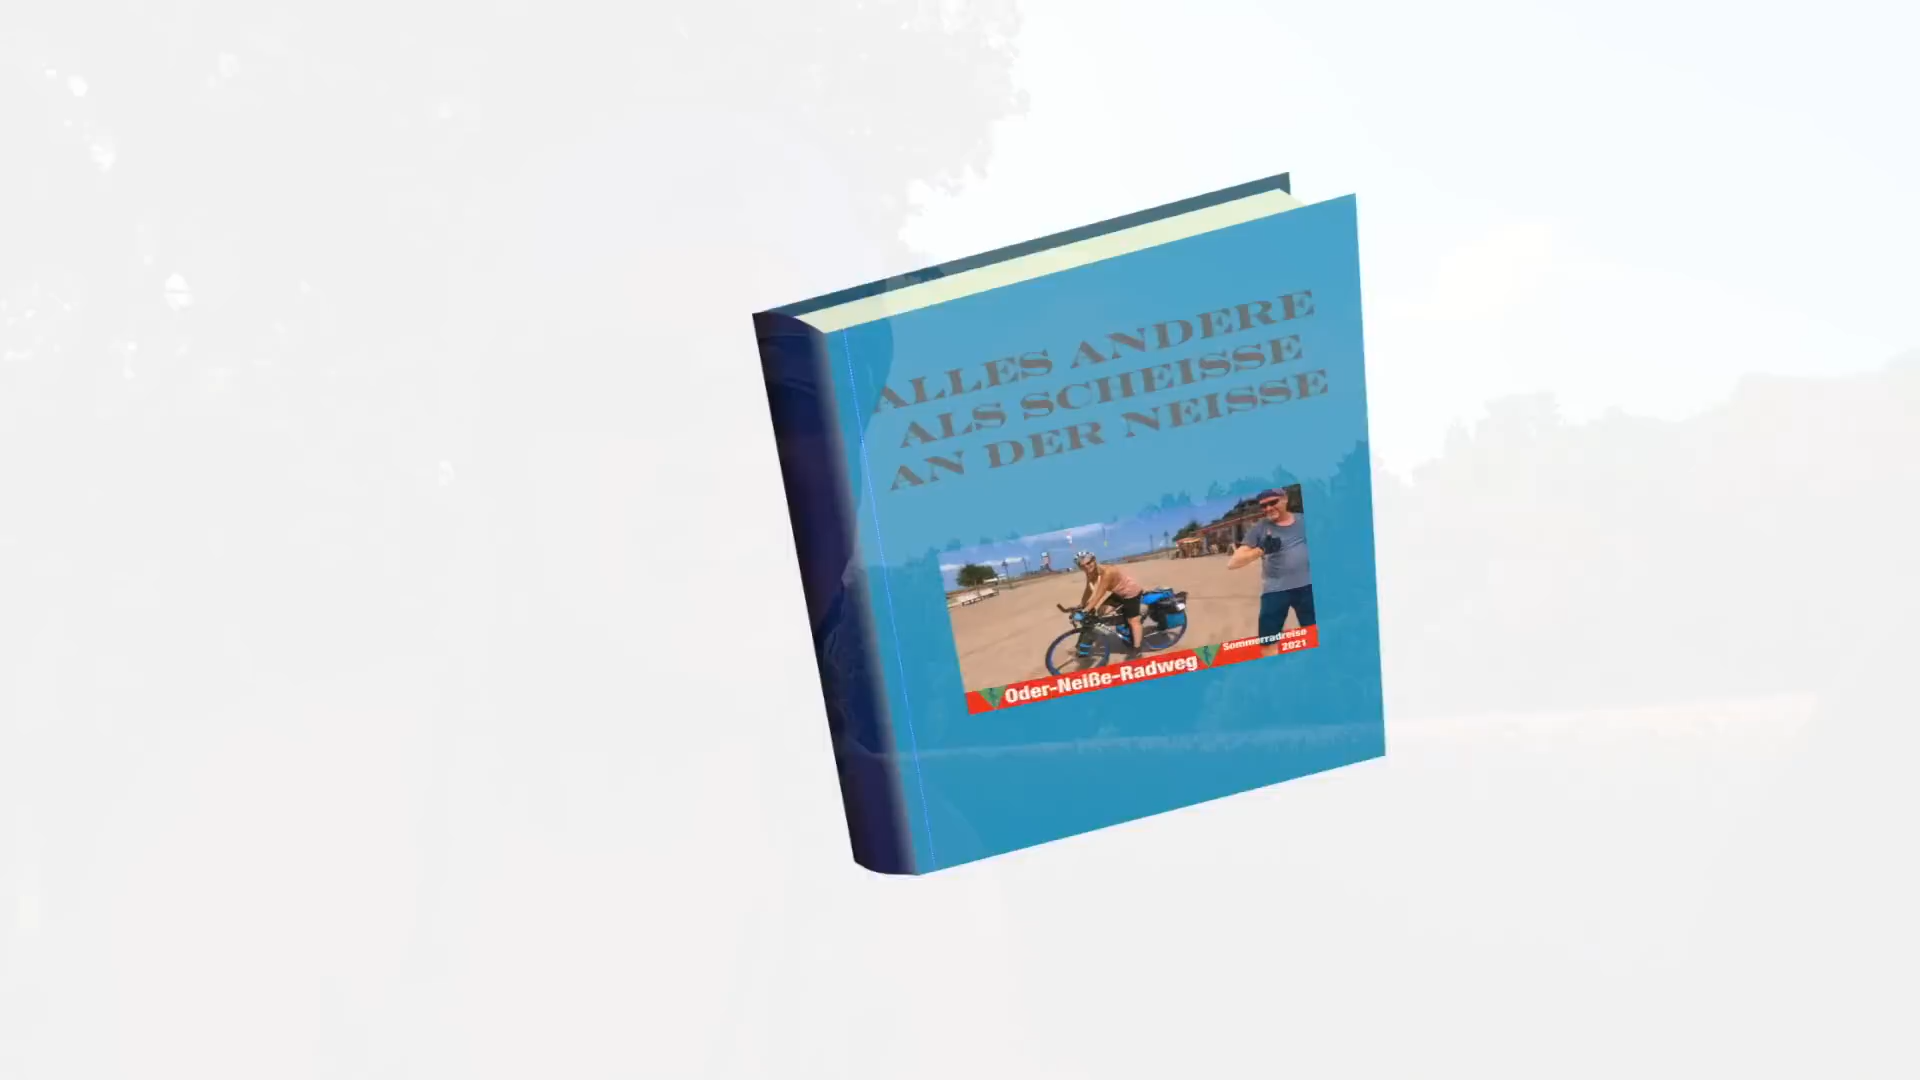 ALLES ANDERE
ALS SCHEISSE
AN DER NEISSE
Oder-Neiße-Radweg
Sommerradreise
2021